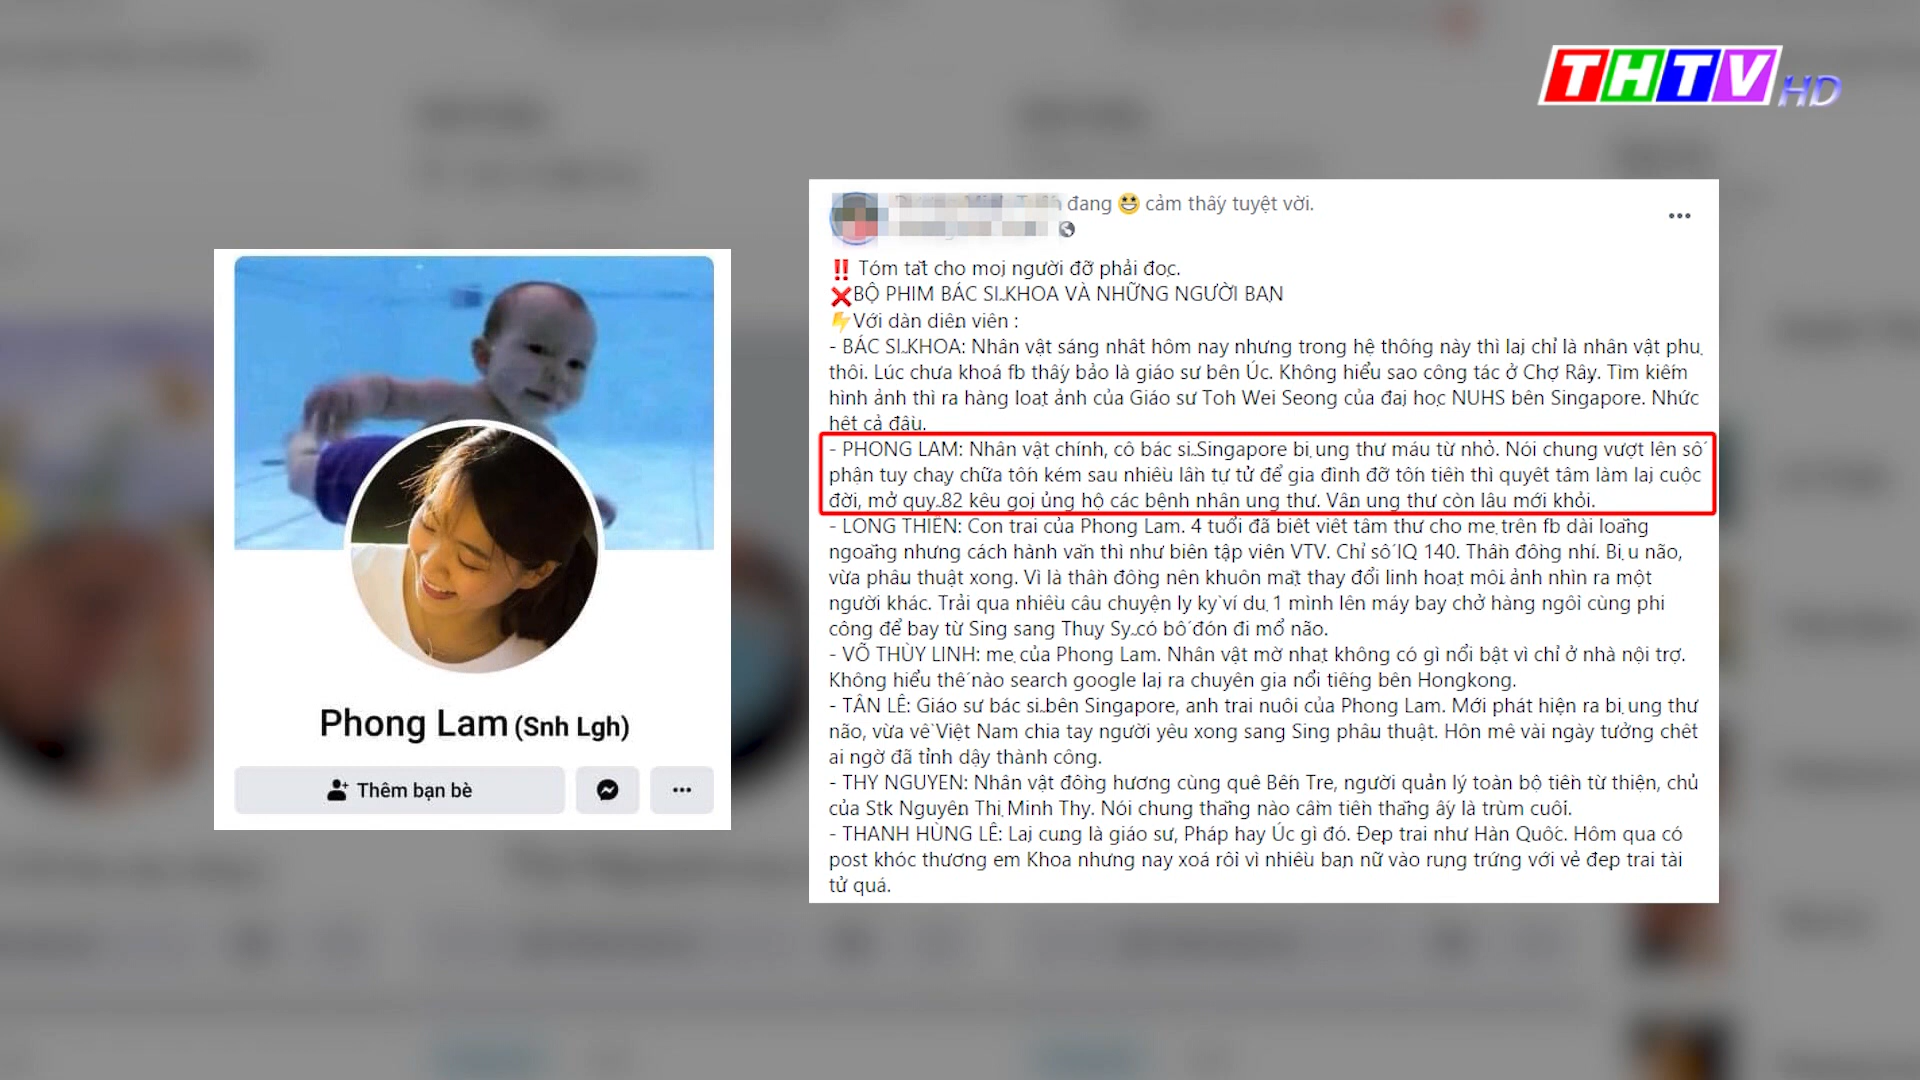 THTV HD
đang 😃 cảm thấy tuyệt vời.
‼️ Tóm tắt cho mọi người đỡ phải đọc.
❌BỘ PHIM BÁC SĨ KHOA VÀ NHỮNG NGƯỜI BẠN
⚡Với dàn diễn viên :
- BÁC SĨ KHOA: Nhân vật sáng nhất hôm nay nhưng trong hệ thống này thì lại chỉ là nhân vật phụ
thôi. Lúc chưa khoá fb thấy bảo là giáo sư bên Úc. Không hiểu sao công tác ở Chợ Rẫy. Tìm kiếm
hình ảnh thì ra hàng loạt ảnh của Giáo sư Toh Wei Seong của đại học NUHS bên Singapore. Nhức
hết cả đầu.
- PHONG LAM: Nhân vật chính, cô bác sĩ Singapore bị ung thư máu từ nhỏ. Nói chung vượt lên số
phận tuy chạy chữa tốn kém sau nhiều lần tự tử để gia đình đỡ tốn tiền thì quyết tâm làm lại cuộc
đời, mở quỹ 82 kêu gọi ủng hộ các bệnh nhân ung thư. Vẫn ung thư còn lâu mới khỏi.
- LONG THIÊN: Con trai của Phong Lam. 4 tuổi đã biết viết tâm thư cho mẹ trên fb dài loằng
ngoằng nhưng cách hành văn thì như biên tập viên VTV. Chỉ số IQ 140. Thần đồng nhí. Bị u não,
vừa phẫu thuật xong. Vì là thần đồng nên khuôn mặt thay đổi linh hoạt mỗi ảnh nhìn ra một
người khác. Trải qua nhiều câu chuyện ly kỳ ví dụ 1 mình lên máy bay chở hàng ngồi cùng phi
công để bay từ Sing sang Thuỵ Sỹ có bố đón đi mổ não.
- VÕ THÙY LINH: mẹ của Phong Lam. Nhân vật mờ nhạt không có gì nổi bật vì chỉ ở nhà nội trợ.
Không hiểu thế nào search google lại ra chuyên gia nổi tiếng bên Hongkong.
- TÂN LÊ: Giáo sư bác sĩ bên Singapore, anh trai nuôi của Phong Lam. Mới phát hiện ra bị ung thư
não, vừa về Việt Nam chia tay người yêu xong sang Sing phẫu thuật. Hôn mê vài ngày tưởng chết
ai ngờ đã tỉnh dậy thành công.
- THY NGUYEN: Nhân vật đồng hương cùng quê Bến Tre, người quản lý toàn bộ tiền từ thiện, chủ
của Stk Nguyễn Thị Minh Thy. Nói chung thằng nào cầm tiền thằng ấy là trùm cuối.
- THANH HÙNG LÊ: Lại cũng là giáo sư, Pháp hay Úc gì đó. Đẹp trai như Hàn Quốc. Hôm qua có
post khóc thương em Khoa nhưng nay xoá rồi vì nhiều bạn nữ vào rụng trứng với vẻ đẹp trai tài
tử quá.
Phong Lam (Snh Lgh)
Thêm bạn bè